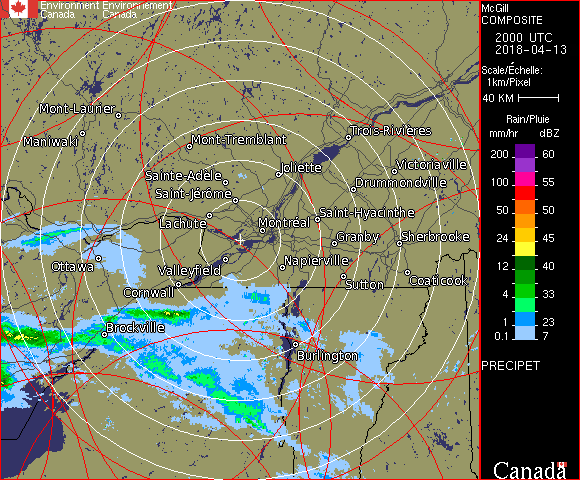 Environment Environnement
Canada Canada
McGill
COMPOSITE
2000 UTC
2018-04-13
Scale/Échelle:
1km/Pixel
40 KM
Rain/Pluie
mm/hr dBZ
200 60
100 55
50 50
24 45
12 40
4 33
1 23
0.1 7
PRECIPET
Canada
Mont-Laurier
Maniwaki
Mont-Tremblant
Trois-Rivières
Sainte-Adèle
Joliette
Victoriaville
Saint-Jérôme
Drummondville
Lachute
Montréal
Saint-Hyacinthe
Granby
Sherbrooke
Ottawa
Valleyfield
Napierville
Cornwall
Sutton
Coaticook
Brockville
Burlington